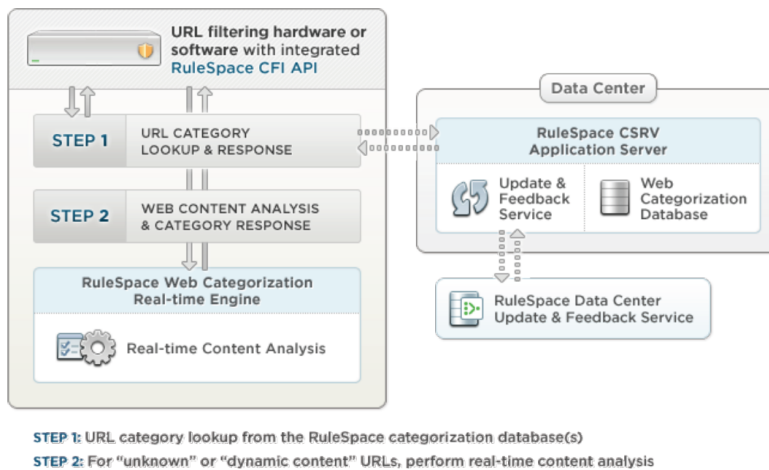 URL filtering hardware or
software with integrated
RuleSpace CFI API
STEP 1
URL CATEGORY
LOOKUP & RESPONSE
STEP 2
WEB CONTENT ANALYSIS
& CATEGORY RESPONSE
RuleSpace Web Categorization
Real-time Engine
Real-time Content Analysis
Data Center
RuleSpace CSRV
Application Server
Update &
Feedback
Service
Web
Categorization
Database
RuleSpace Data Center
Update & Feedback Service
STEP 1: URL category lookup from the RuleSpace categorization database(s)
STEP 2: For “unknown” or “dynamic content” URLs, perform real-time content analysis